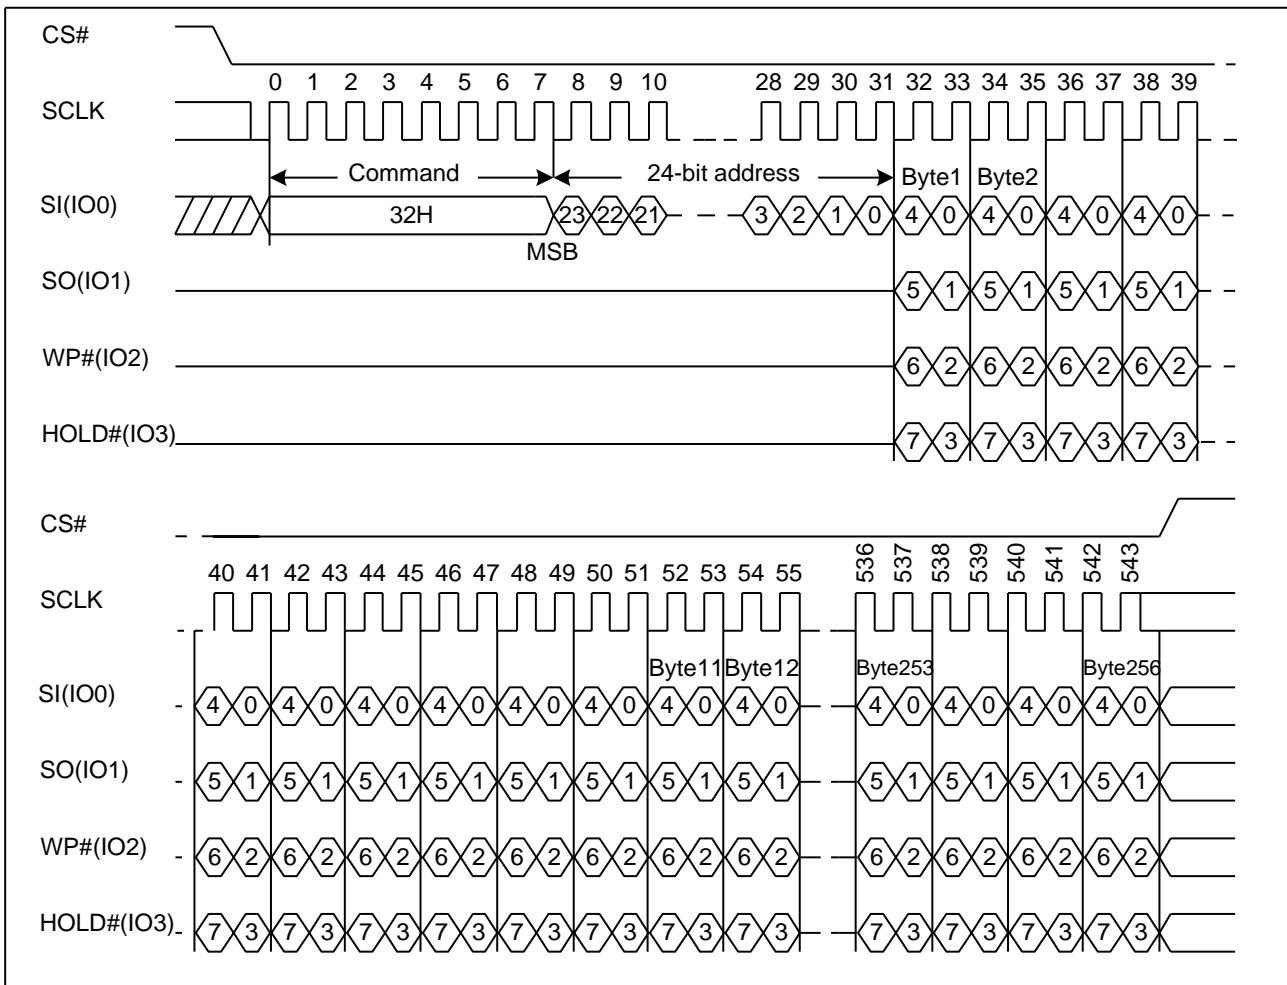 CS#
0 1 2 3 4 5 6 7 8 9 10 28 29 30 31 32 33 34 35 36 37 38 39
SCLK
Command 24-bit address Byte1 Byte2
SI(IO0) 32H 23 22 21 3 2 1 0 4 0 4 0 4 0 4 0
MSB
SO(IO1) 5 1 5 1 5 1 5 1
WP#(IO2) 6 2 6 2 6 2 6 2
HOLD#(IO3) 7 3 7 3 7 3 7 3
CS#
40 41 42 43 44 45 46 47 48 49 50 51 52 53 54 55 536 537 538 539 540 541 542 543
SCLK
Byte11 Byte12 Byte253 Byte256
SI(IO0) 4 0 4 0 4 0 4 0 4 0 4 0 4 0 4 0 4 0 4 0 4 0 4 0
SO(IO1) 5 1 5 1 5 1 5 1 5 1 5 1 5 1 5 1 5 1 5 1 5 1 5 1
WP#(IO2) 6 2 6 2 6 2 6 2 6 2 6 2 6 2 6 2 6 2 6 2 6 2 6 2
HOLD#(IO3) 7 3 7 3 7 3 7 3 7 3 7 3 7 3 7 3 7 3 7 3 7 3 7 3